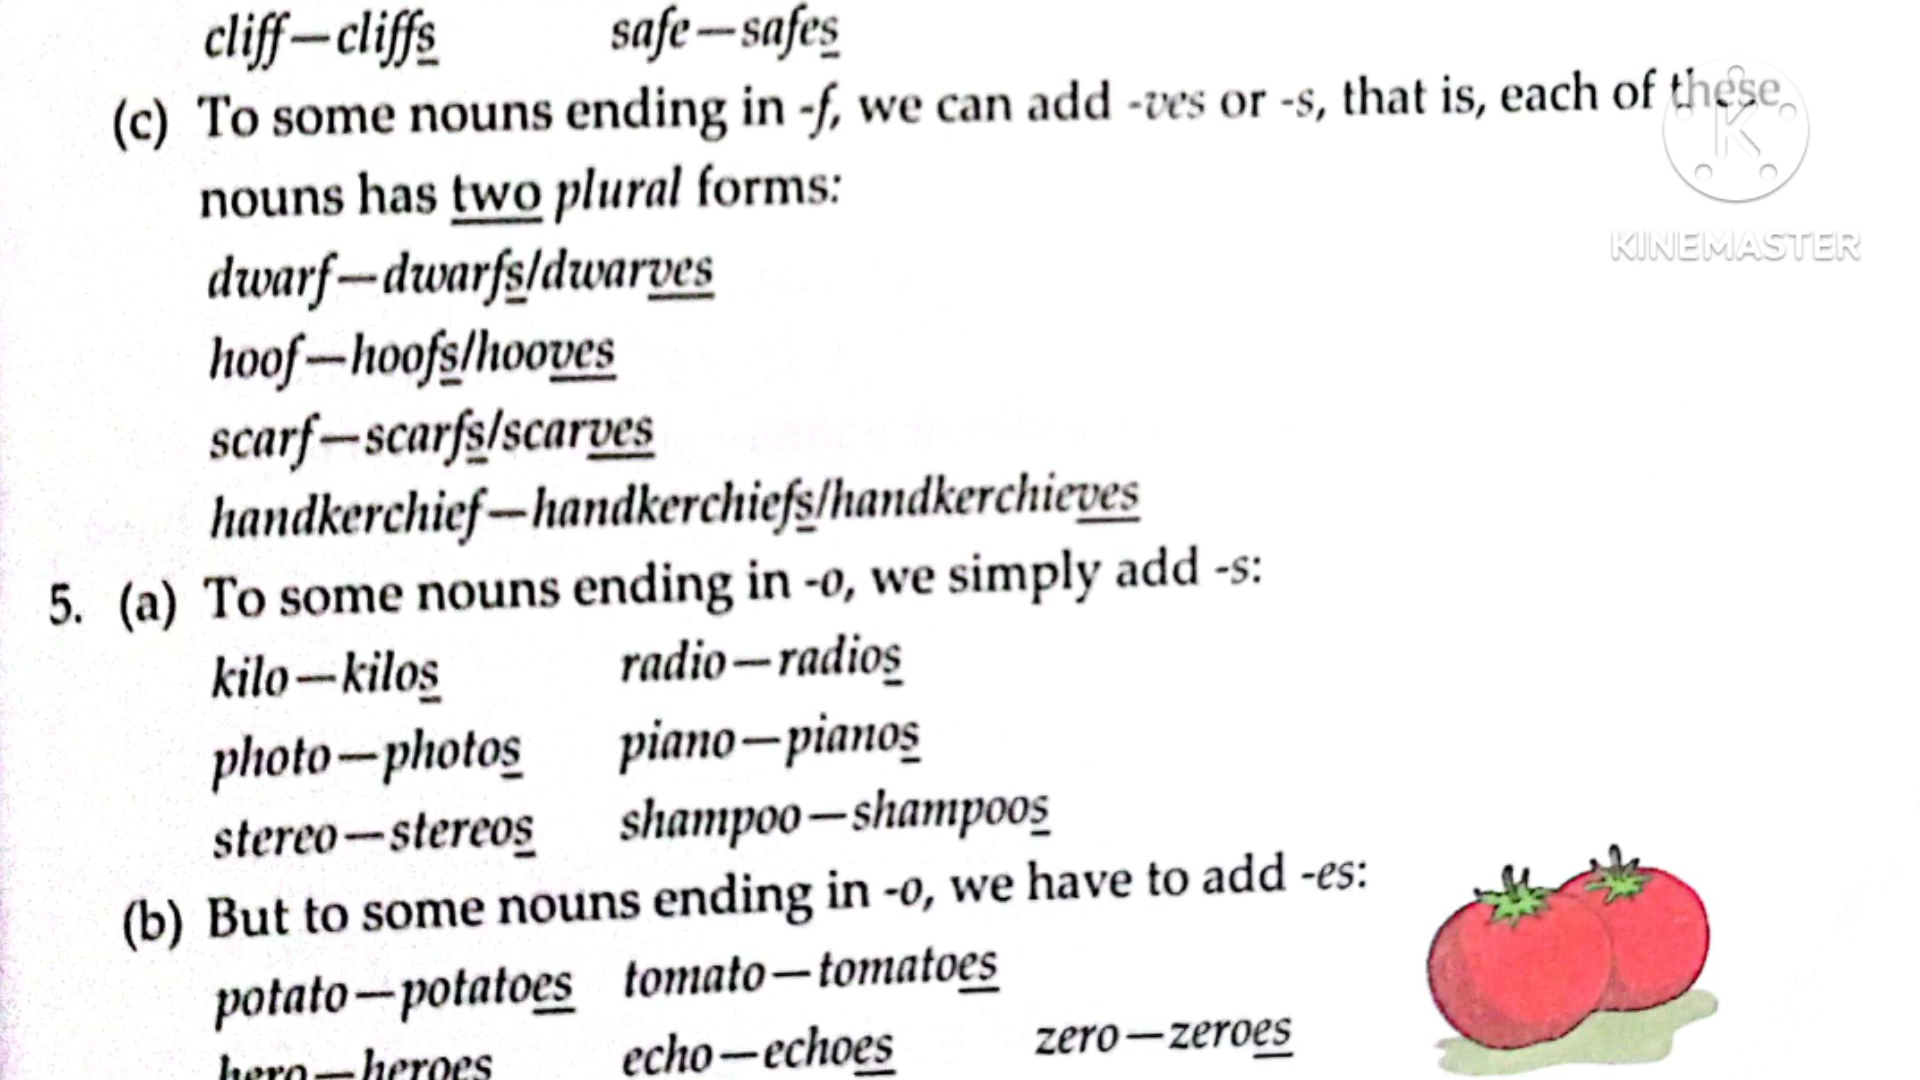 cliff—cliffs safe—safes
(c) To some nouns ending in -f, we can add -ves or -s, that is, each of these
nouns has two plural forms:
KINEMASTER
dwarf—dwarfs/dwarves
hoof—hoofs/hooves
scarf—scarfs/scarves
handkerchief—handkerchiefs/handkerchieves
5. (a) To some nouns ending in -o, we simply add -s:
kilo—kilos radio—radios
photo—photos piano—pianos
stereo—stereos shampoo—shampoos
(b) But to some nouns ending in -o, we have to add -es:
potato—potatoes tomato—tomatoes
hero—heroes echo—echoes zero—zeroes